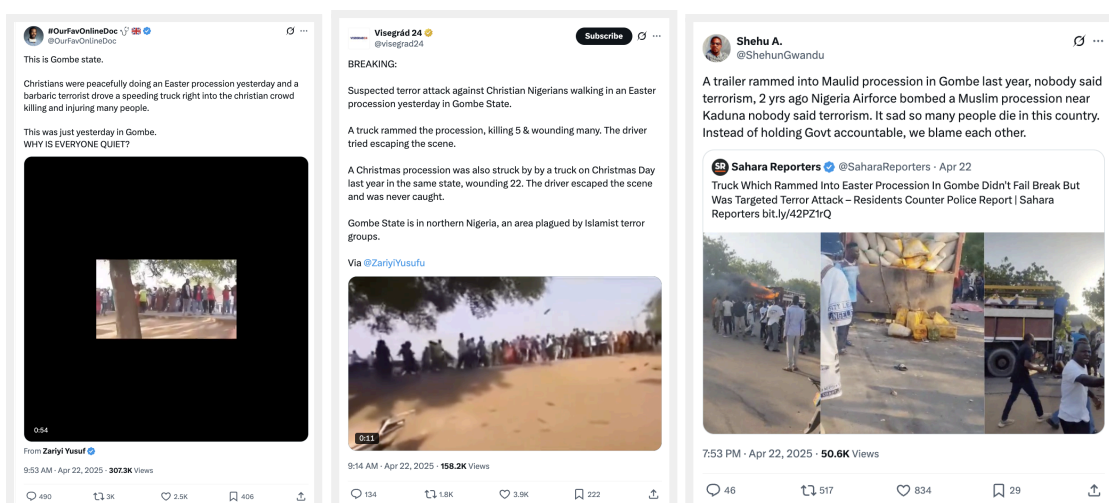 #OurFavOnlineDoc 🩺 🇬🇧
@OurFavOnlineDoc
This is Gombe state.
Christians were peacefully doing an Easter procession yesterday and a
barbaric terrorist drove a speeding truck right into the christian crowd
killing and injuring many people.
This was just yesterday in Gombe.
WHY IS EVERYONE QUIET?
0:54
From Zariyi Yusuf
9:53 AM · Apr 22, 2025 · 307.3K Views
490 3K 2.5K 406
Visegrád 24
@visegrad24
Subscribe
BREAKING:
Suspected terror attack against Christian Nigerians walking in an Easter
procession yesterday in Gombe State.
A truck rammed the procession, killing 5 & wounding many. The driver
tried escaping the scene.
A Christmas procession was also struck by by a truck on Christmas Day
last year in the same state, wounding 22. The driver escaped the scene
and was never caught.
Gombe State is in northern Nigeria, an area plagued by Islamist terror
groups.
Via @ZariyiYusufu
0:11
9:14 AM · Apr 22, 2025 · 158.2K Views
134 1.8K 3.9K 222
Shehu A.
@ShehunGwandu
A trailer rammed into Maulid procession in Gombe last year, nobody said
terrorism, 2 yrs ago Nigeria Airforce bombed a Muslim procession near
Kaduna nobody said terrorism. It sad so many people die in this country.
Instead of holding Govt accountable, we blame each other.
SR Sahara Reporters @SaharaReporters · Apr 22
Truck Which Rammed Into Easter Procession In Gombe Didn't Fail Break But
Was Targeted Terror Attack – Residents Counter Police Report | Sahara
Reporters bit.ly/42PZ1rQ
7:53 PM · Apr 22, 2025 · 50.6K Views
46 517 834 29